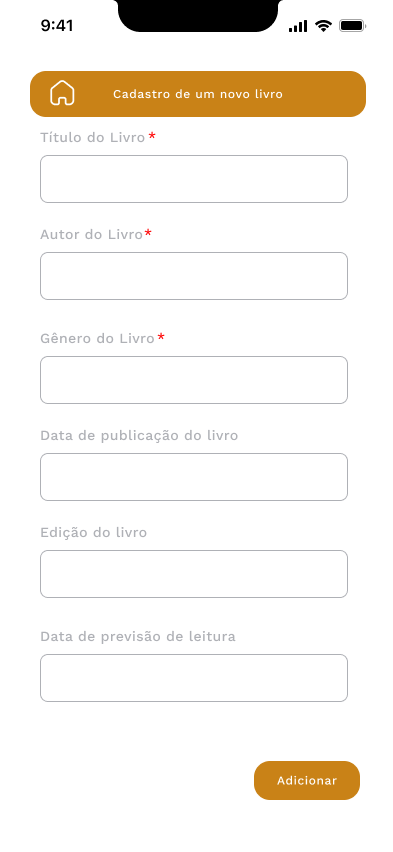 9:41
Cadastro de um novo livro
Título do Livro*
Autor do Livro*
Gênero do Livro*
Data de publicação do livro
Edição do livro
Data de previsão de leitura
Adicionar